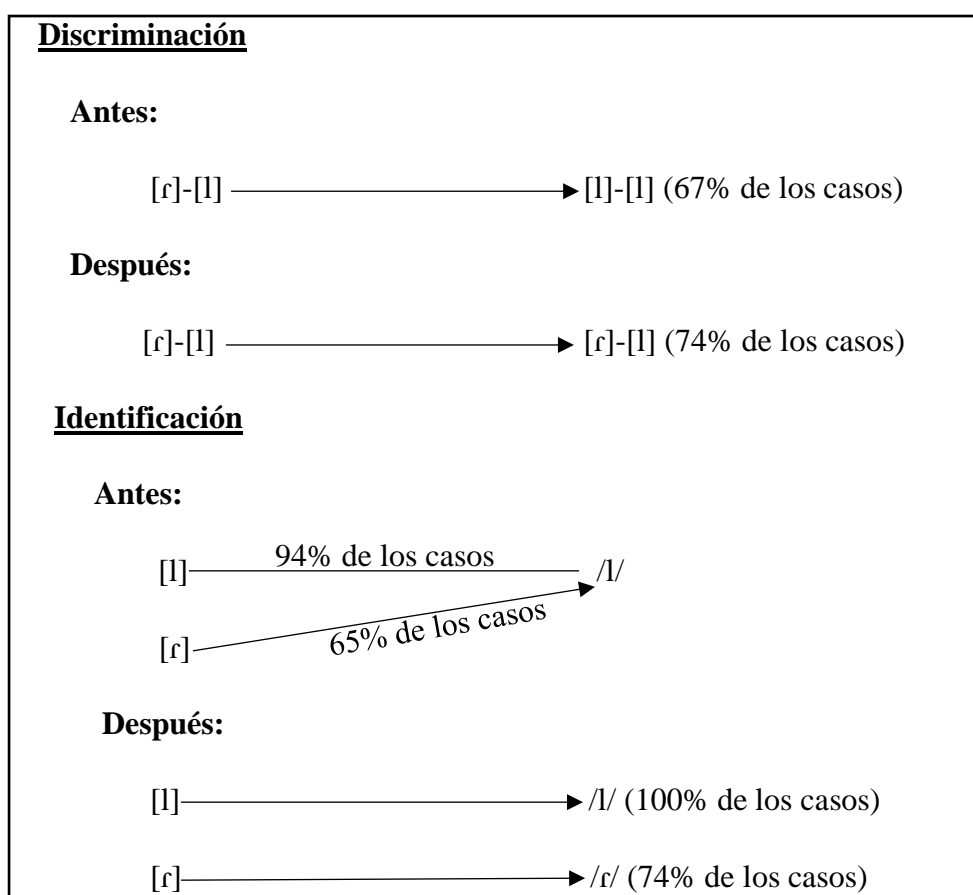 Discriminación
Antes:
[ɾ]-[l] [l]-[l] (67% de los casos)
Después:
[ɾ]-[l] [ɾ]-[l] (74% de los casos)
Identificación
Antes:
[l] 94% de los casos /l/
[ɾ] 65% de los casos
Después:
[l] /l/ (100% de los casos)
[ɾ] /ɾ/ (74% de los casos)